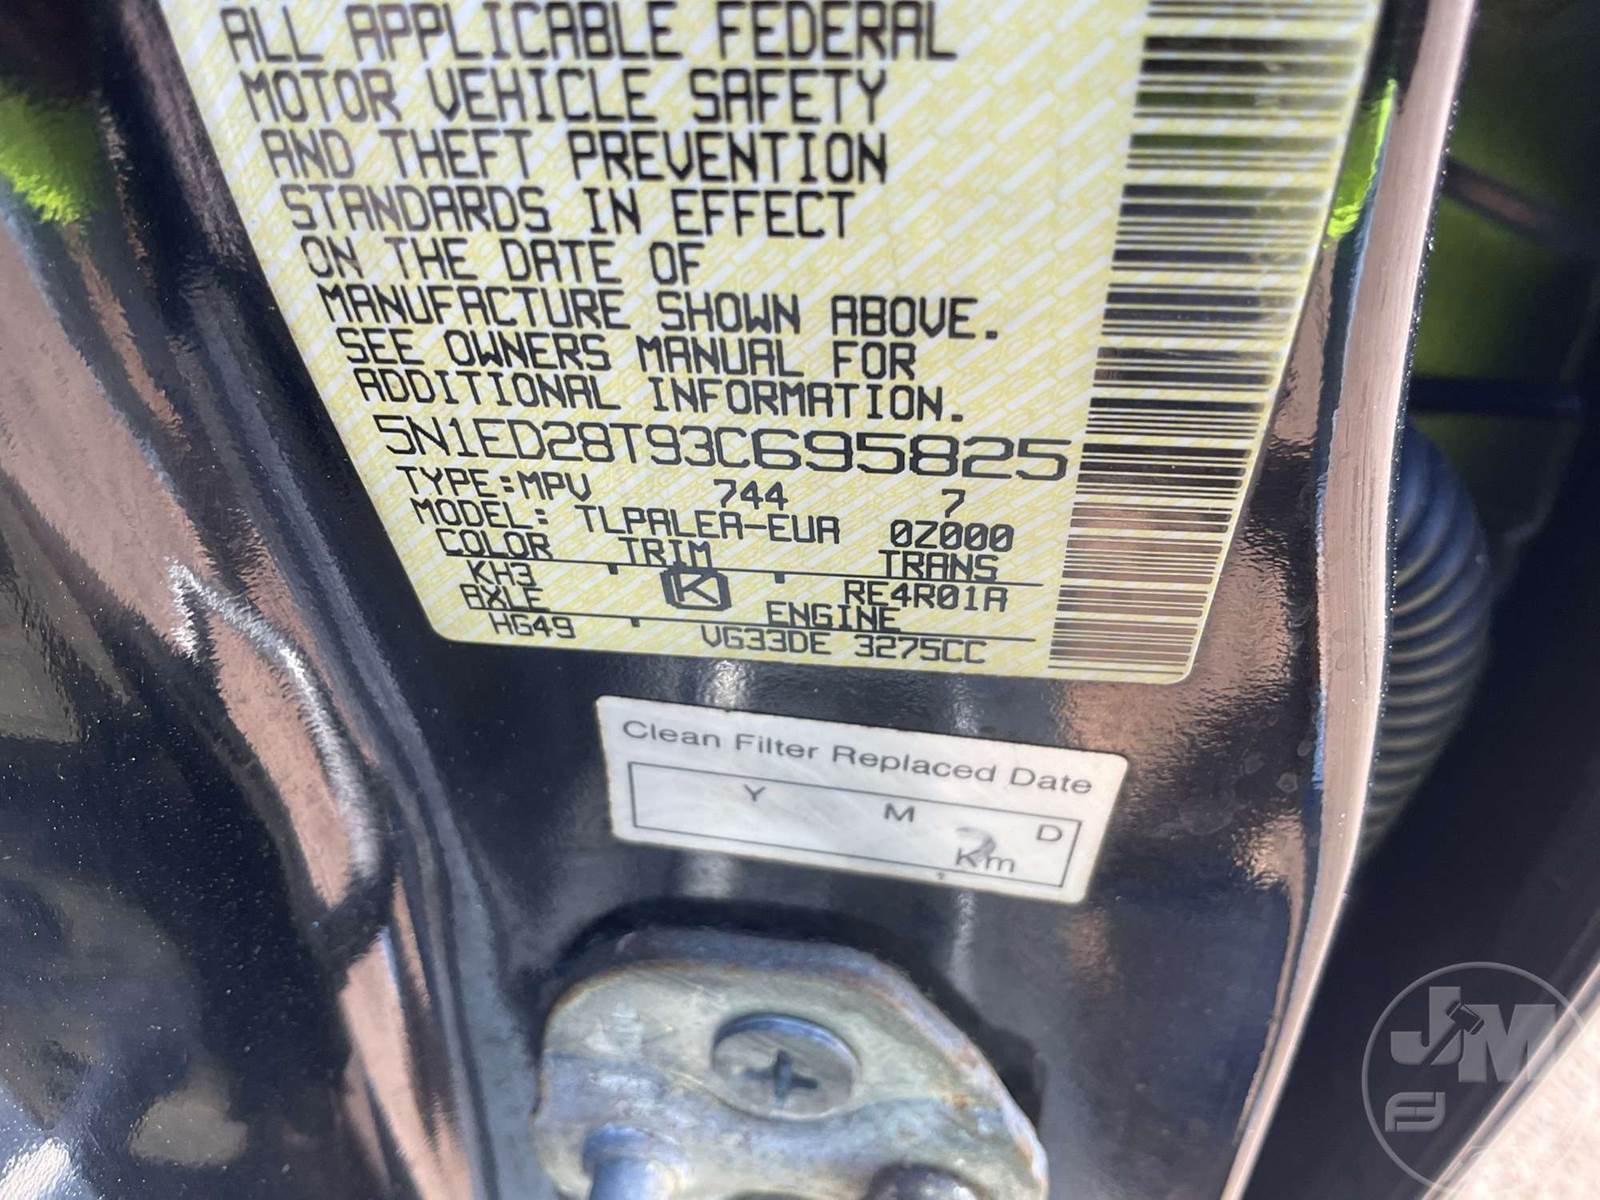 ALL APPLICABLE FEDERAL
MOTOR VEHICLE SAFETY
AND THEFT PREVENTION
STANDARDS IN EFFECT
ON THE DATE OF
MANUFACTURE SHOWN ABOVE.
SEE OWNERS MANUAL FOR
ADDITIONAL INFORMATION.
5N1ED28T93C695825
TYPE:MPV 744 7
MODEL: TLPALEA-EUA 0Z000
COLOR TRIM TRANS
KH3 K RE4R01A
AXLE ENGINE
HG49 VG33DE 3275CC
Clean Filter Replaced Date
Y M D
Km
JM